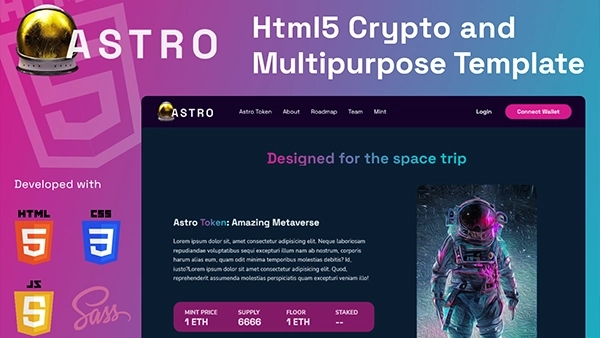 ASTRO
Html5 Crypto and
Multipurpose Template
ASTRO
Astro Token
About
Roadmap
Team
Mint
Login
Connect Wallet
Designed for the space trip
Developed with
HTML
5
CSS
3
JS
5
Sass
Astro Token: Amazing Metaverse
Lorem ipsum dolor sit, amet consectetur adipisicing elit. Neque laboriosam
repudiandae voluptatibus sequi excepturi illum nam ab nostrum, corporis
harum alias eum, quam odit minima temporibus molestias debitis? Id,
iusto?Lorem ipsum dolor sit, amet consectetur adipisicing elit. Quod,
reprehenderit assumenda molestias perspiciatis quam excepturi veniam illo!
MINT PRICE
1 ETH
SUPPLY
6666
FLOOR
1 ETH
STAKED
--